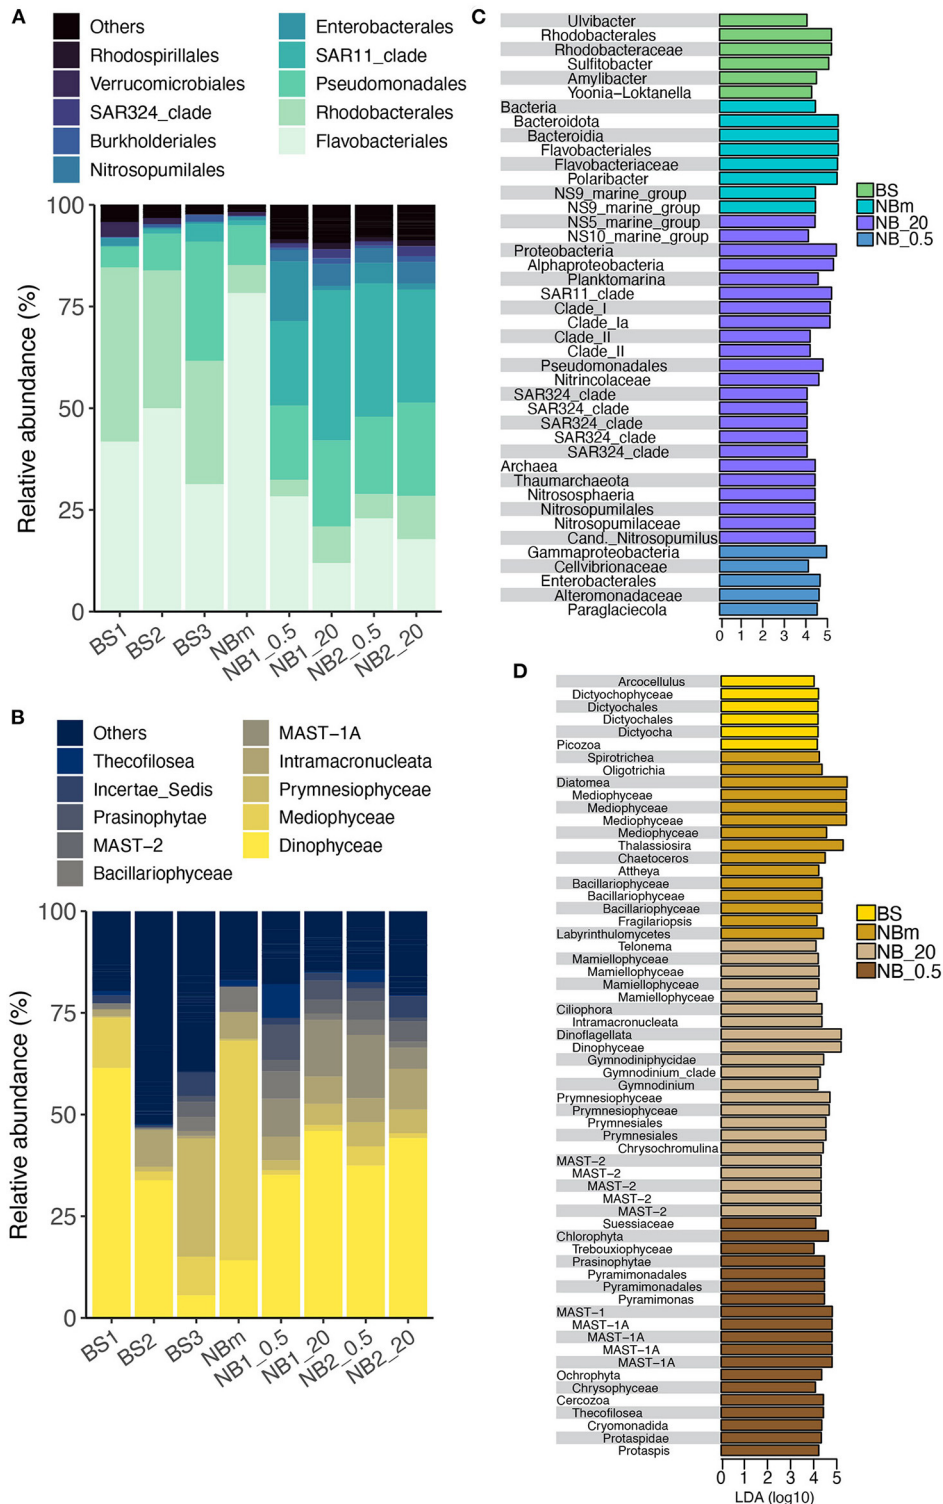 A
Others
Rhodospirillales
Verrucomicrobiales
SAR324_clade
Burkholderiales
Nitrosopumilales
Enterobacterales
SAR11_clade
Pseudomonadales
Rhodobacterales
Flavobacteriales
Relative abundance (%)
100
75
50
25
0
BS1
BS2
BS3
NBm
NB1_0.5
NB1_20
NB2_0.5
NB2_20
B
Others
Thecofilosea
Incertae_Sedis
Prasinophytae
MAST−2
Bacillariophyceae
MAST−1A
Intramacronucleata
Prymnesiophyceae
Mediophyceae
Dinophyceae
Relative abundance (%)
100
75
50
25
0
BS1
BS2
BS3
NBm
NB1_0.5
NB1_20
NB2_0.5
NB2_20
C
Ulvibacter
Rhodobacterales
Rhodobacteraceae
Sulfitobacter
Amylibacter
Yoonia−Loktanella
Bacteria
Bacteroidota
Bacteroidia
Flavobacteriales
Flavobacteriaceae
Polaribacter
NS9_marine_group
NS9_marine_group
NS5_marine_group
NS10_marine_group
Proteobacteria
Alphaproteobacteria
Planktomarina
SAR11_clade
Clade_I
Clade_Ia
Clade_II
Clade_II
Pseudomonadales
Nitrincolaceae
SAR324_clade
SAR324_clade
SAR324_clade
SAR324_clade
SAR324_clade
Archaea
Thaumarchaeota
Nitrososphaeria
Nitrosopumilales
Nitrosopumilaceae
Cand._Nitrosopumilus
Gammaproteobacteria
Cellvibrionaceae
Enterobacterales
Alteromonadaceae
Paraglaciecola
0 1 2 3 4 5
BS
NBm
NB_20
NB_0.5
D
Arcocellulus
Dictyochophyceae
Dictyochales
Dictyochales
Dictyocha
Picozoa
Spirotrichea
Oligotrichia
Diatomea
Mediophyceae
Mediophyceae
Mediophyceae
Mediophyceae
Thalassiosira
Chaetoceros
Attheya
Bacillariophyceae
Bacillariophyceae
Bacillariophyceae
Fragilariopsis
Labyrinthulomycetes
Telonema
Mamiellophyceae
Mamiellophyceae
Mamiellophyceae
Mamiellophyceae
Ciliophora
Intramacronucleata
Dinoflagellata
Dinophyceae
Gymnodiniphycidae
Gymnodinium_clade
Gymnodinium
Prymnesiophyceae
Prymnesiophyceae
Prymnesiales
Prymnesiales
Chrysochromulina
MAST−2
MAST−2
MAST−2
MAST−2
MAST−2
Suessiaceae
Chlorophyta
Trebouxiophyceae
Prasinophytae
Pyramimonadales
Pyramimonadales
Pyramimonas
MAST−1
MAST−1A
MAST−1A
MAST−1A
MAST−1A
Ochrophyta
Chrysophyceae
Cercozoa
Thecofilosea
Cryomonadida
Protaspidae
Protaspis
0 1 2 3 4 5
LDA (log10)
BS
NBm
NB_20
NB_0.5